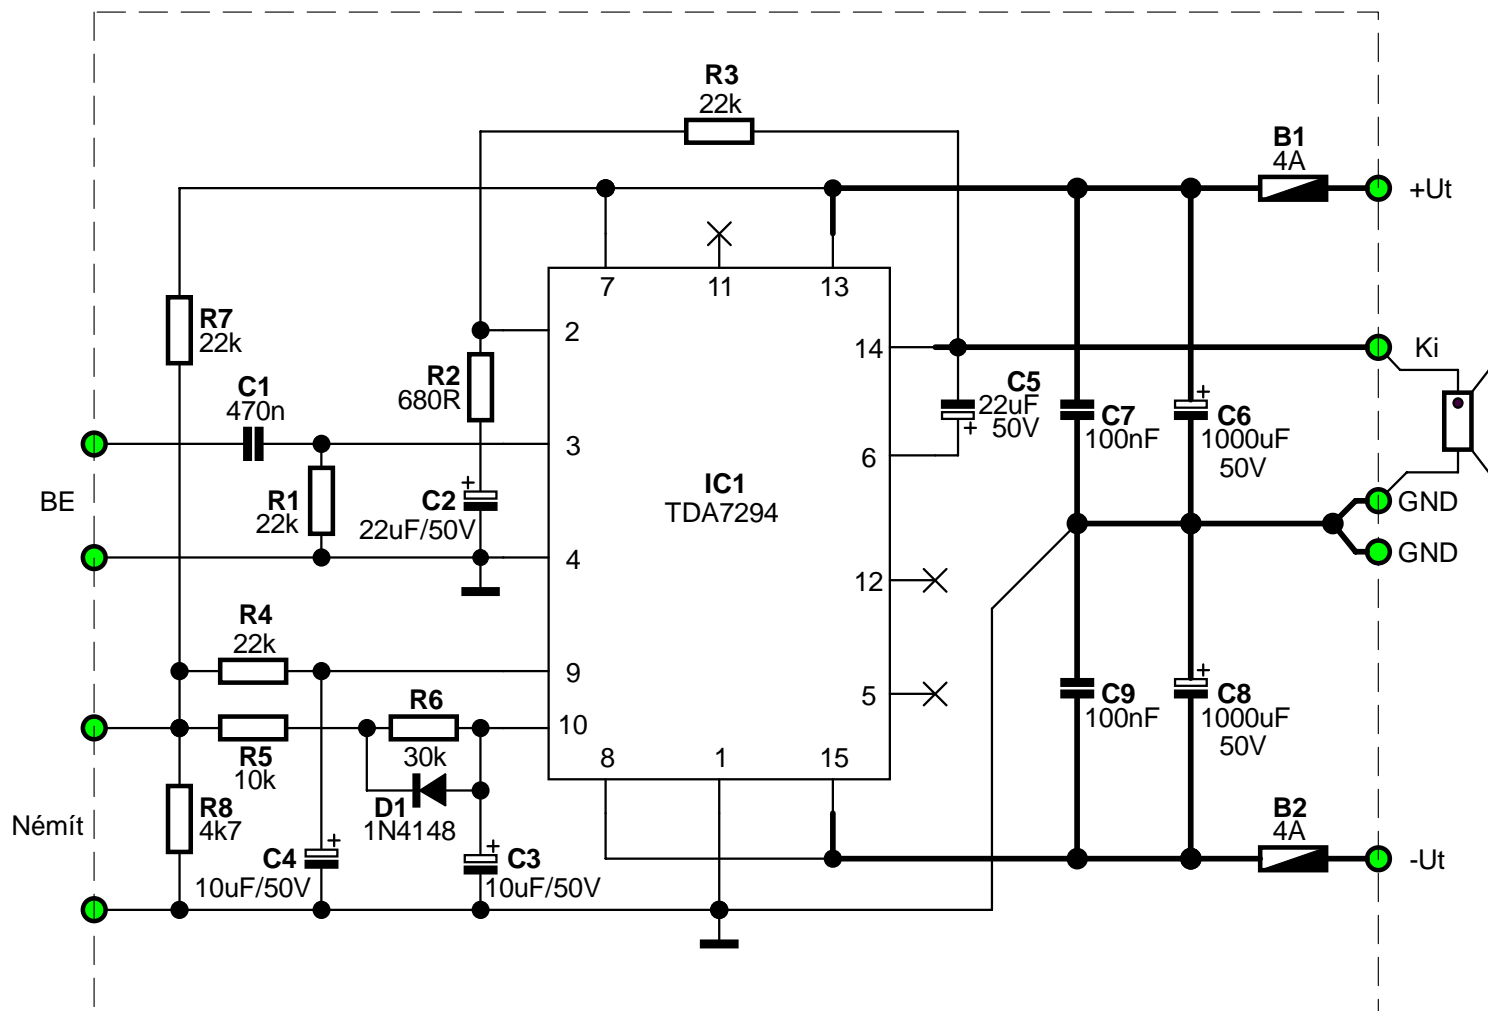 R3
22k
B1
4A
+Ut
7
11
13
R7
22k
2
14
Ki
R2
680R
C1
470n
C5
22uF
50V
+
C7
100nF
+
C6
1000uF
50V
3
6
BE
R1
22k
+
C2
22uF/50V
IC1
TDA7294
GND
GND
4
12
R4
22k
9
5
R6
30k
10
C9
100nF
+
C8
1000uF
50V
R5
10k
8
1
15
D1
1N4148
R8
4k7
Némít
B2
4A
-Ut
+
C4
10uF/50V
+
C3
10uF/50V